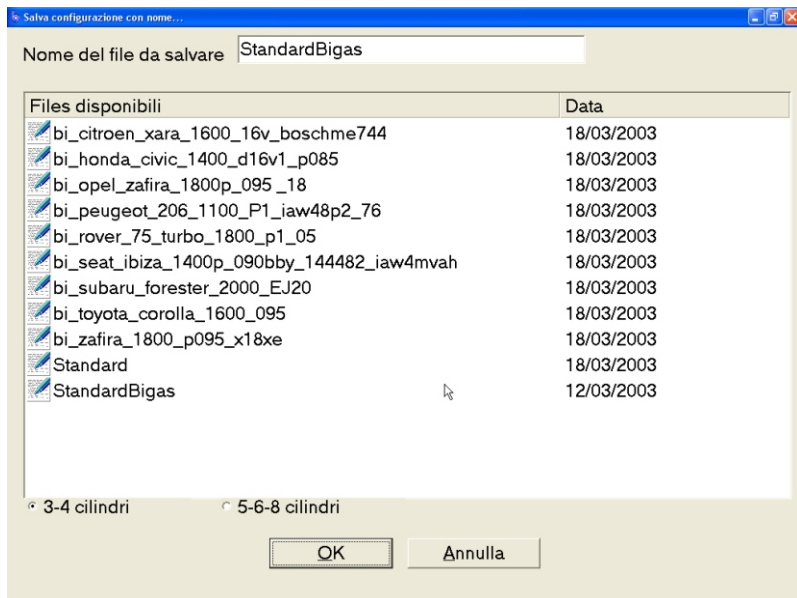 Salva configurazione con nome...
Nome del file da salvare StandardBigas
Files disponibili Data
bi_citroen_xara_1600_16v_boschme744 18/03/2003
bi_honda_civic_1400_d16v1_p085 18/03/2003
bi_opel_zafira_1800p_095 _18 18/03/2003
bi_peugeot_206_1100_P1_iaw48p2_76 18/03/2003
bi_rover_75_turbo_1800_p1_05 18/03/2003
bi_seat_ibiza_1400p_090bby_144482_iaw4mvah 18/03/2003
bi_subaru_forester_2000_EJ20 18/03/2003
bi_toyota_corolla_1600_095 18/03/2003
bi_zafira_1800_p095_x18xe 18/03/2003
Standard 18/03/2003
StandardBigas 12/03/2003
3-4 cilindri 5-6-8 cilindri
OK Annulla